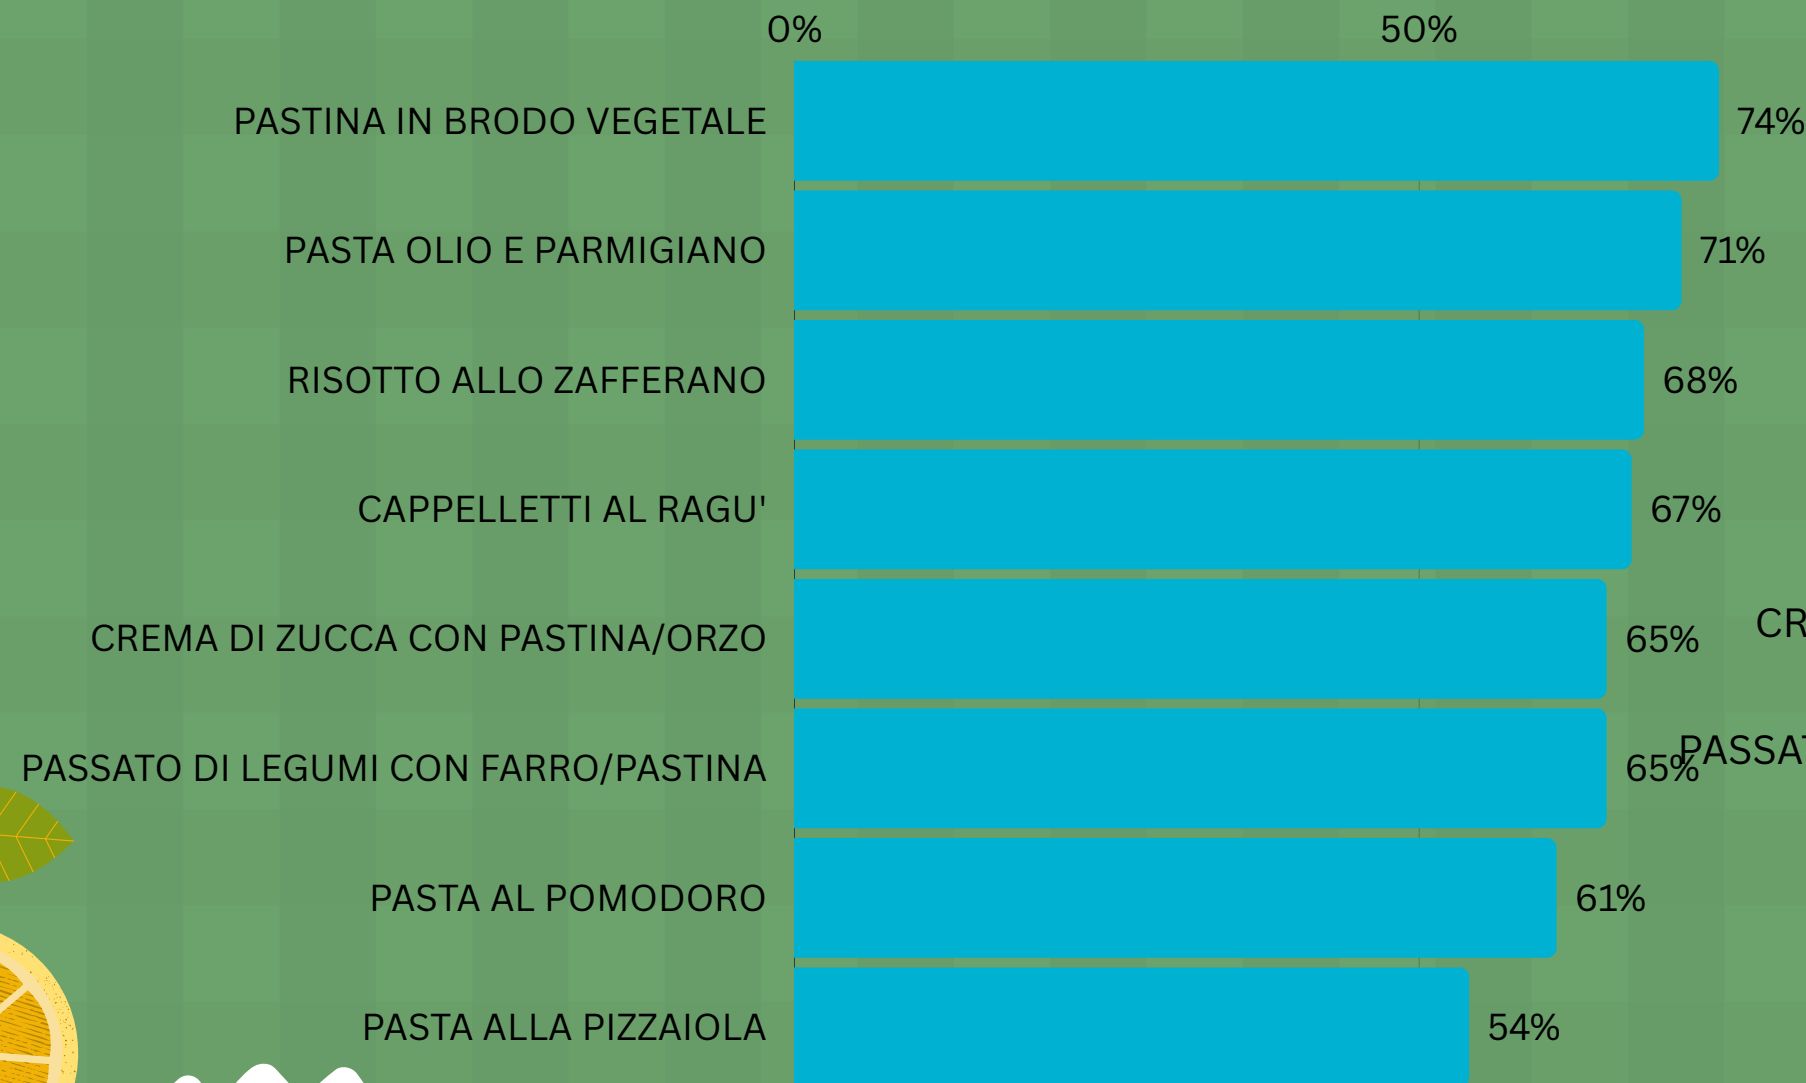 0% 50%
PASTINA IN BRODO VEGETALE 74%
PASTA OLIO E PARMIGIANO 71%
RISOTTO ALLO ZAFFERANO 68%
CAPPELLETTI AL RAGU' 67%
CREMA DI ZUCCA CON PASTINA/ORZO 65%
CR
PASSATO DI LEGUMI CON FARRO/PASTINA 65%
PASSAT
PASTA AL POMODORO 61%
PASTA ALLA PIZZAIOLA 54%